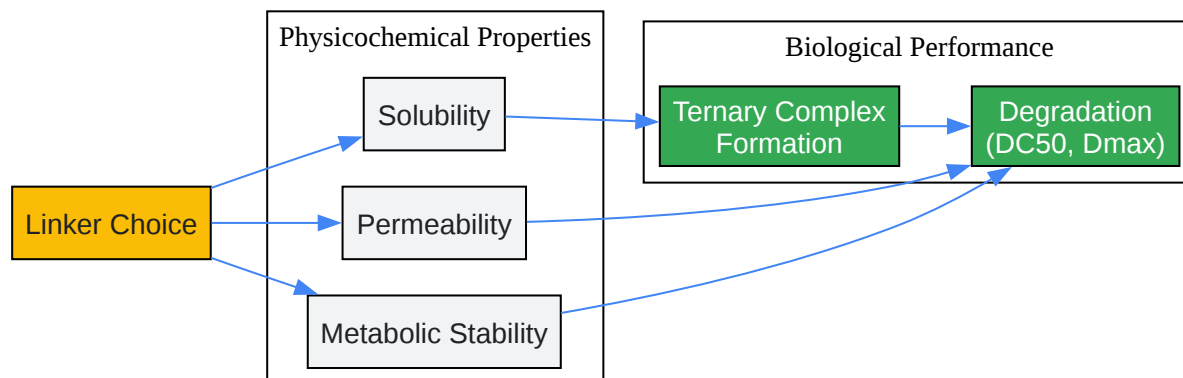 Physicochemical Properties
Biological Performance
Solubility
Ternary Complex
Formation
Degradation
(DC50, Dmax)
Linker Choice
Permeability
Metabolic Stability